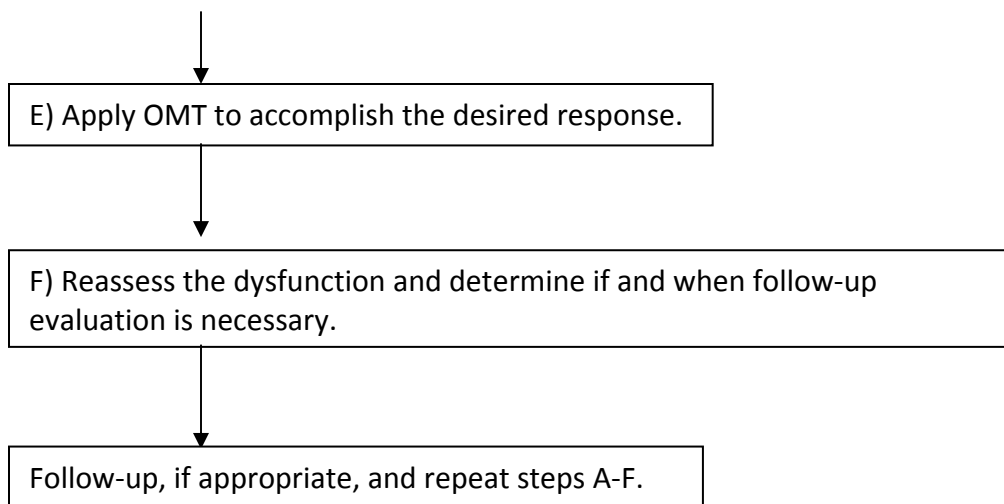 E) Apply OMT to accomplish the desired response.
F) Reassess the dysfunction and determine if and when follow-up
evaluation is necessary.
Follow-up, if appropriate, and repeat steps A-F.